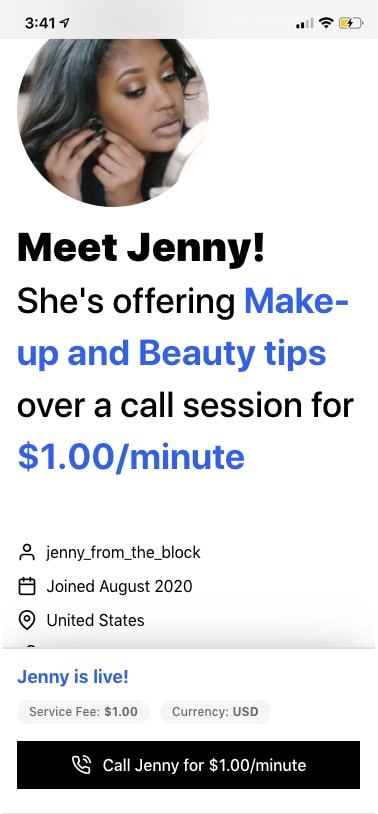 3:41
Meet Jenny!
She's offering Make-
up and Beauty tips
over a call session for
$1.00/minute
jenny_from_the_block
Joined August 2020
United States
Jenny is live!
Service Fee: $1.00 Currency: USD
Call Jenny for $1.00/minute